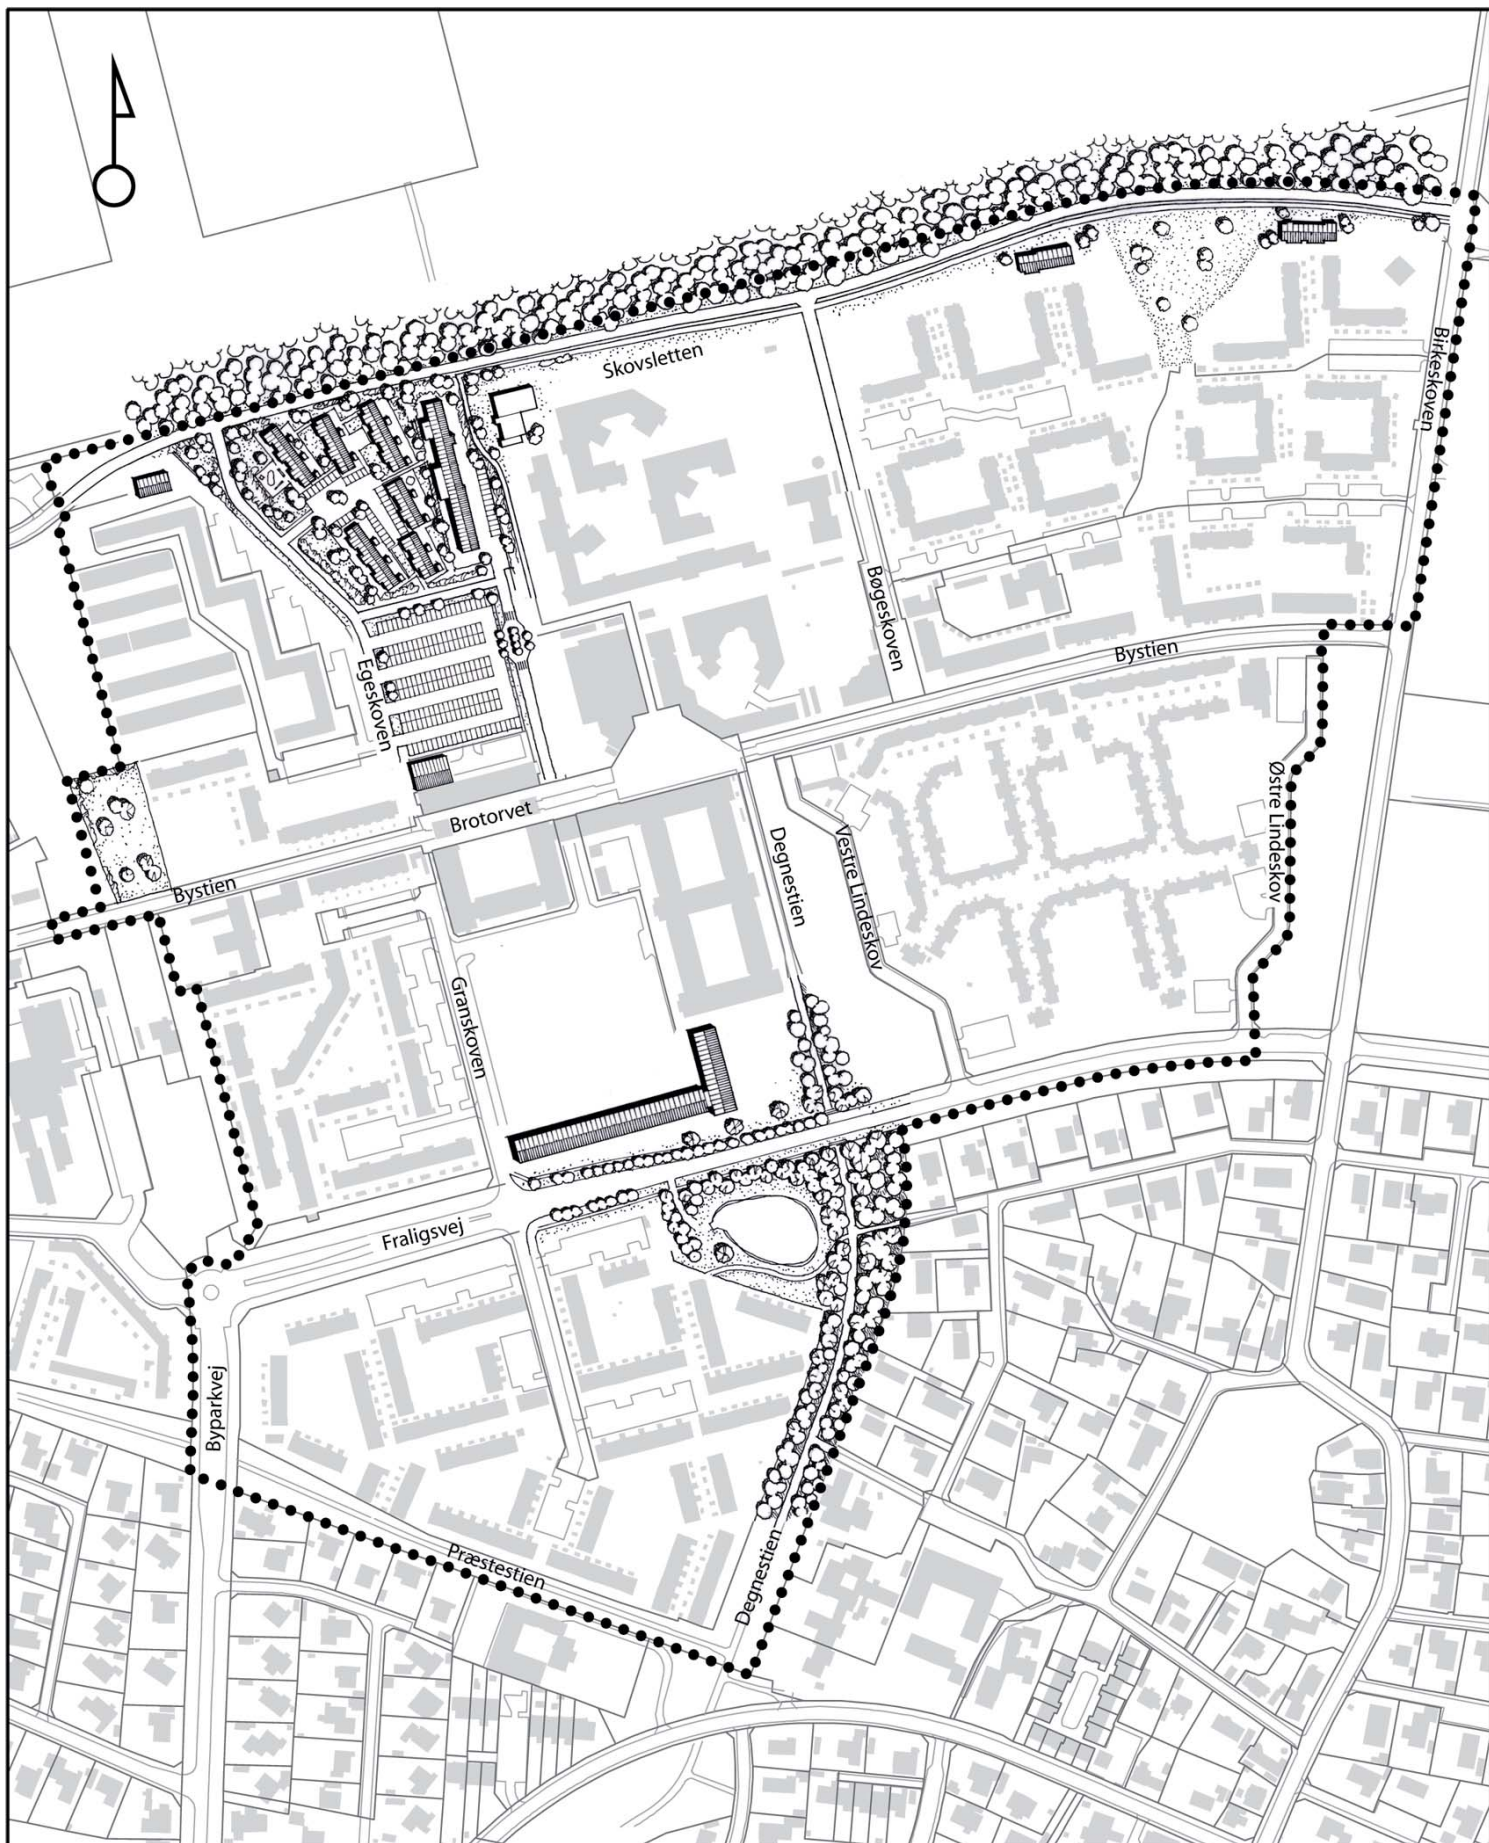 Skovsletten
Birkeskoven
Bøgeskoven
Bystien
Egeskoven
Østre Lindeskov
Brotorvet
Degnestien
Vestre Lindeskov
Bystien
Granskoven
Fraligsvej
Byparkvej
Præstestien
Degnestien